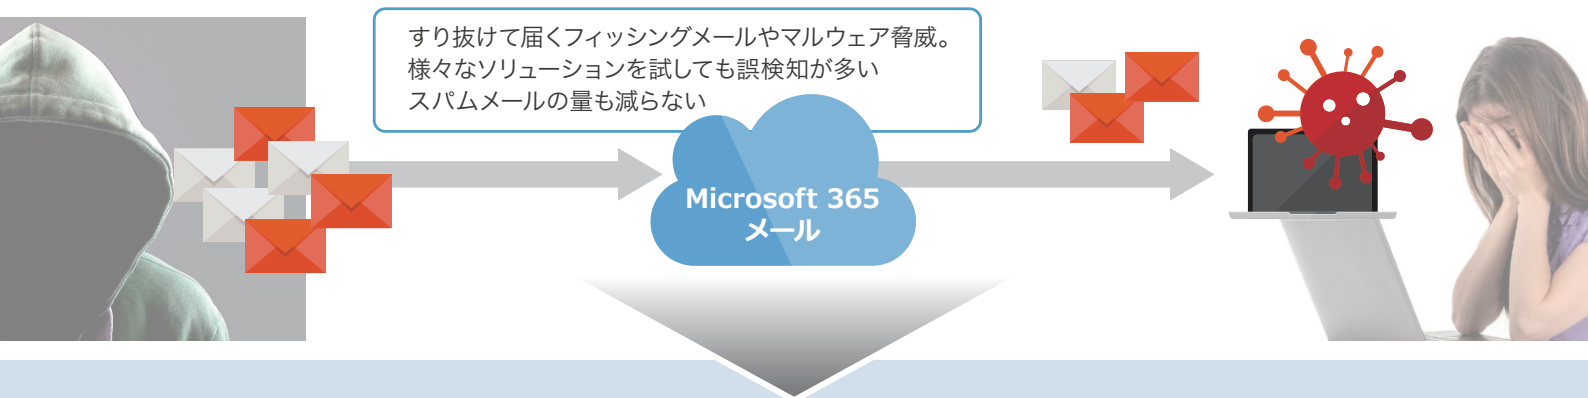 すり抜けて届くフィッシングメールやマルウェア脅威。
様々なソリューションを試しても誤検知が多い
スパムメールの量も減らない
Microsoft 365
メール